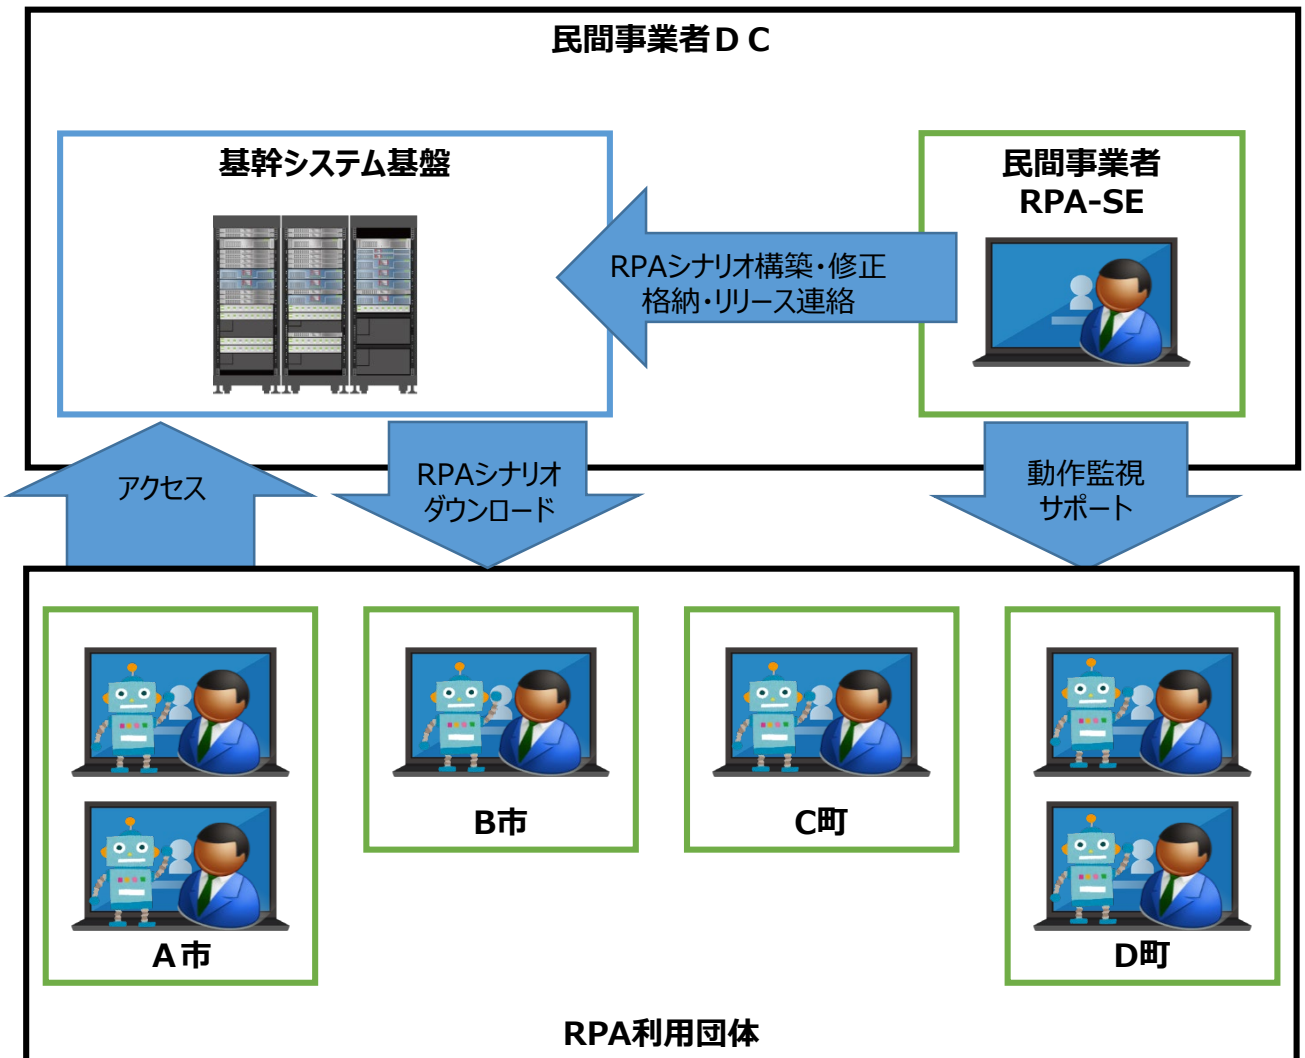 民間事業者ＤＣ
基幹システム基盤
民間事業者
RPA-SE
RPAシナリオ構築・修正
格納・リリース連絡
アクセス
RPAシナリオ
ダウンロード
動作監視
サポート
A市
B市
C町
D町
RPA利用団体